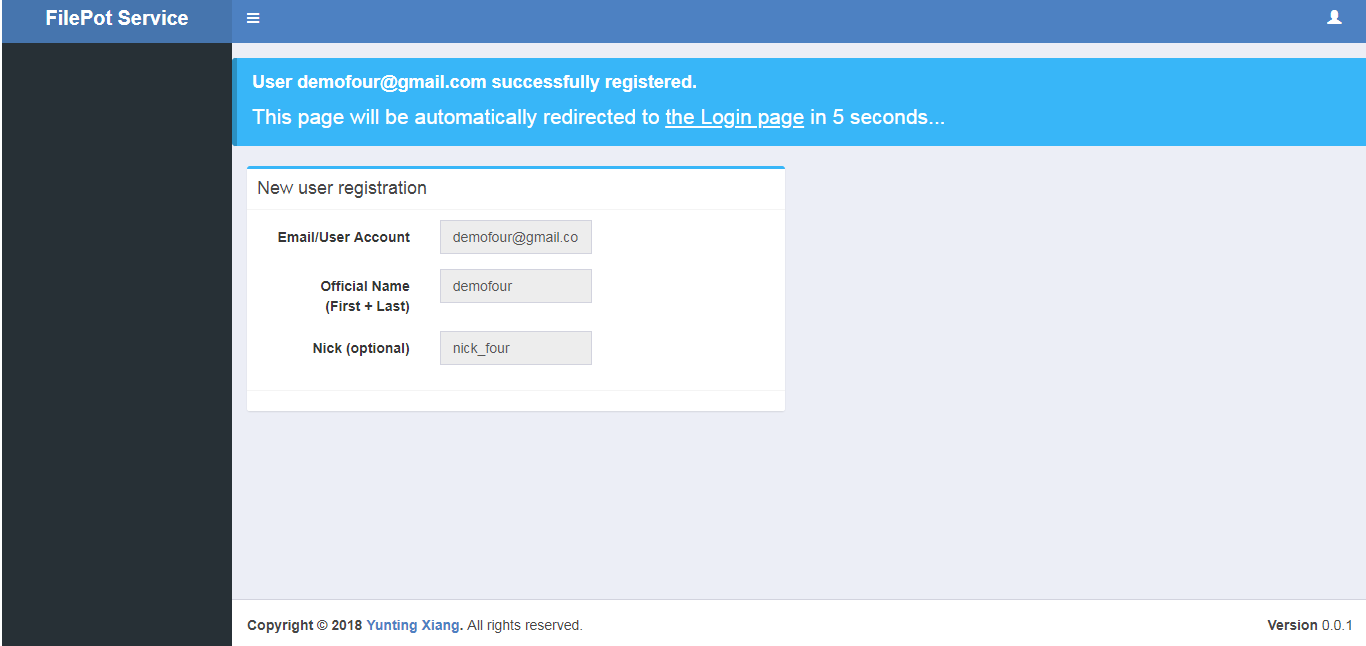 FilePot Service
User demofour@gmail.com successfully registered.
This page will be automatically redirected to the Login page in 5 seconds...
New user registration
Email/User Account
demofour@gmail.co
Official Name
(First + Last)
demofour
Nick (optional)
nick_four
Copyright © 2018 Yunting Xiang. All rights reserved.
Version 0.0.1